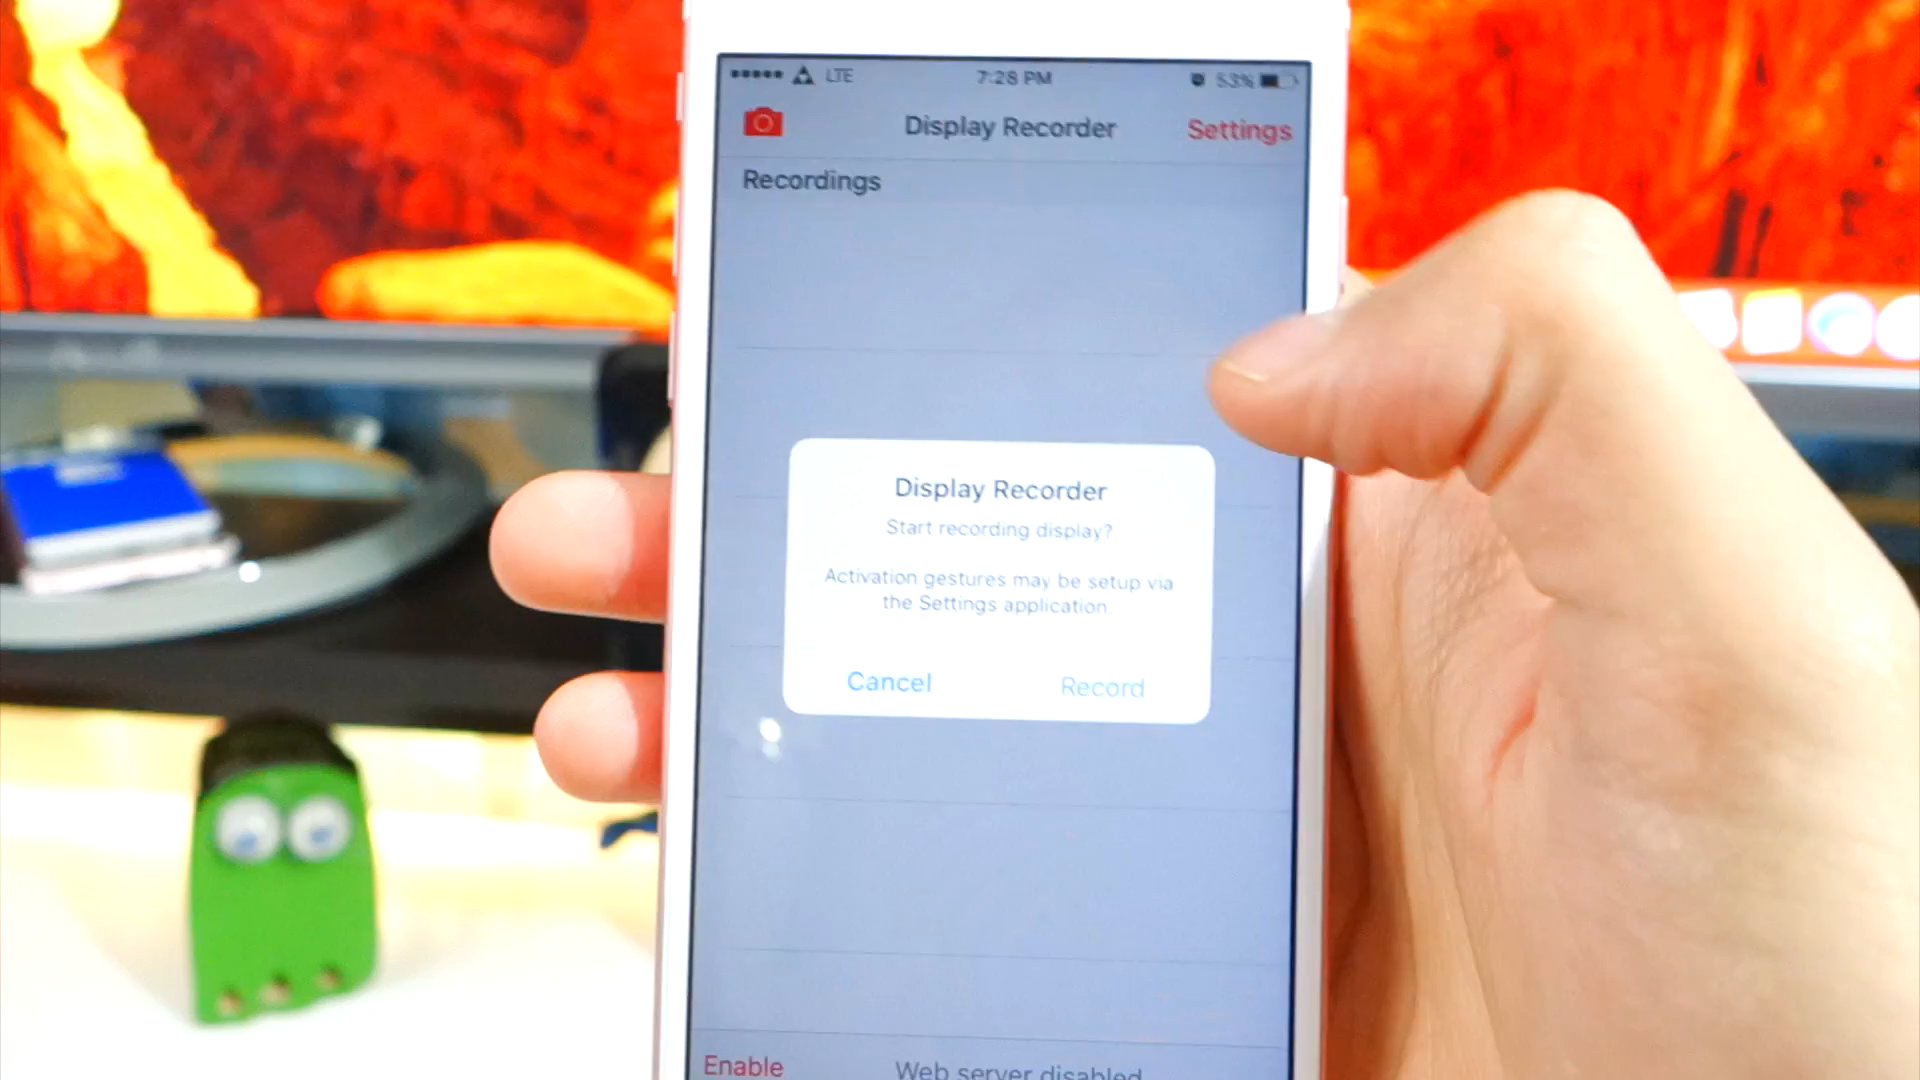 LTE 7:28 PM 53%
Display Recorder Settings
Recordings
Display Recorder
Start recording display?
Activation gestures may be setup via
the Settings application.
Cancel Record
Enable Web server disabled